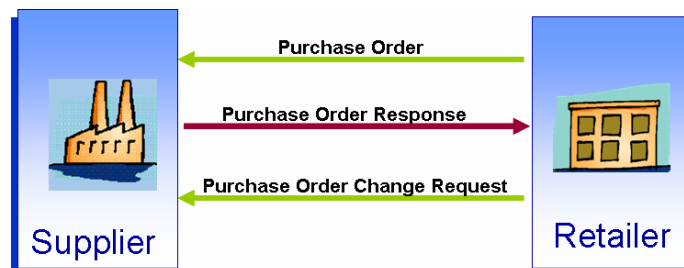 Purchase Order
Purchase Order Response
Purchase Order Change Request
Supplier
Retailer